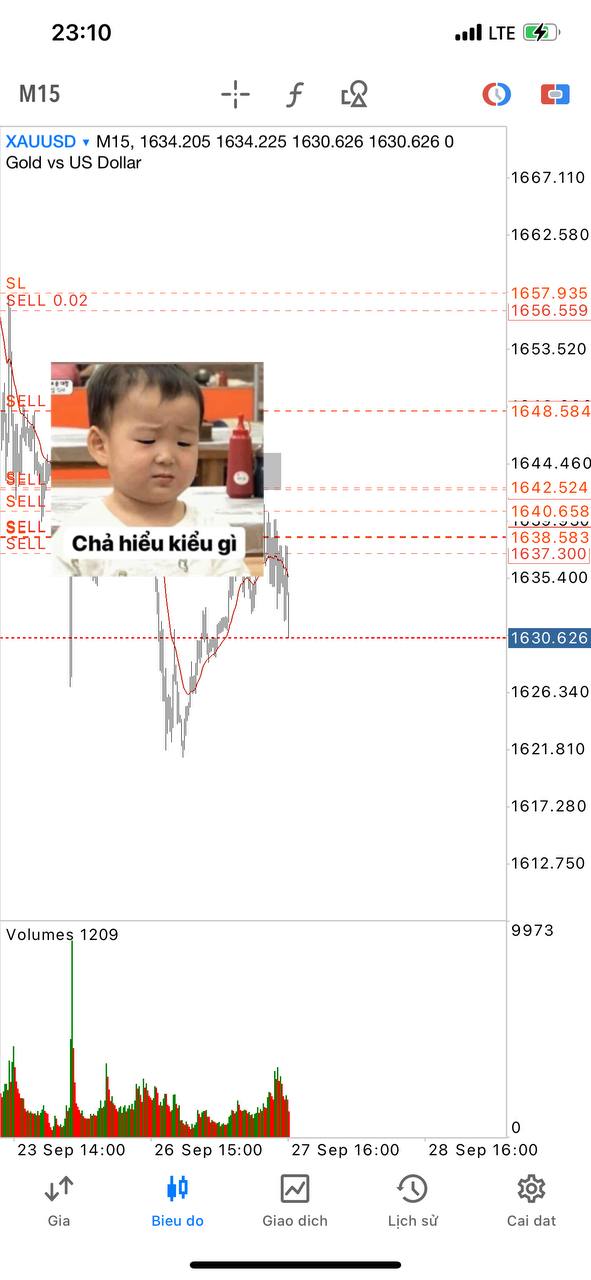 23:10
LTE
M15
XAUUSD ▾ M15, 1634.205 1634.225 1630.626 1630.626 0
Gold vs US Dollar
1667.110
1662.580
SL
1657.935
SELL 0.02
1656.559
1653.520
SELL
1648.584
1644.460
SELL
1642.524
SELL
1640.658
SELL
1638.583
SELL
1637.300
Chả hiểu kiểu gì
1635.400
1630.626
1626.340
1621.810
1617.280
1612.750
Volumes 1209
9973
0
23 Sep 14:00
26 Sep 15:00
27 Sep 16:00
28 Sep 16:00
Gia
Bieu do
Giao dich
Lịch sử
Cai dat